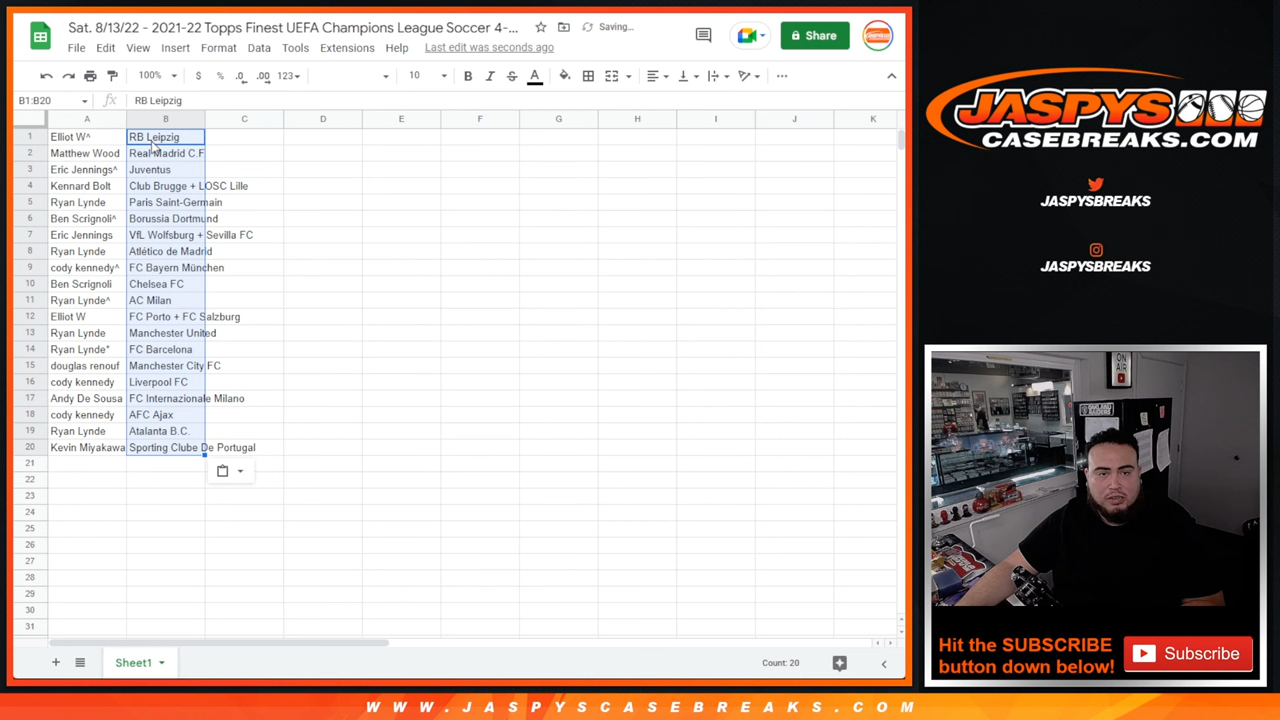 Sat. 8/13/22 - 2021-22 Topps Finest UEFA Champions League Soccer 4-...
Saving...
Share
File Edit View Insert Format Data Tools Extensions Help Last edit was seconds ago
100% $ % .0 .00 123 10 B I S A
B1:B20 fx RB Leipzig
A B C D E F G H I J K
1 Elliot W^ RB Leipzig
2 Matthew Wood Real Madrid C.F
3 Eric Jennings^ Juventus
4 Kennard Bolt Club Brugge + LOSC Lille
5 Ryan Lynde Paris Saint-Germain
6 Ben Scrignoli^ Borussia Dortmund
7 Eric Jennings VfL Wolfsburg + Sevilla FC
8 Ryan Lynde Atlético de Madrid
9 cody kennedy^ FC Bayern München
10 Ben Scrignoli Chelsea FC
11 Ryan Lynde^ AC Milan
12 Elliot W FC Porto + FC Salzburg
13 Ryan Lynde Manchester United
14 Ryan Lynde* FC Barcelona
15 douglas renouf Manchester City FC
16 cody kennedy Liverpool FC
17 Andy De Sousa FC Internazionale Milano
18 cody kennedy AFC Ajax
19 Ryan Lynde Atalanta B.C.
20 Kevin Miyakawa Sporting Clube De Portugal
21
22
23
24
25
26
27
28
29
30
31
Sheet1
Count: 20
JASPYS
CASEBREAKS.COM
JASPYSBREAKS
JASPYSBREAKS
ON AIR
Hit the SUBSCRIBE
button down below!
Subscribe
WWW.JASPYSCASEBREAKS.COM